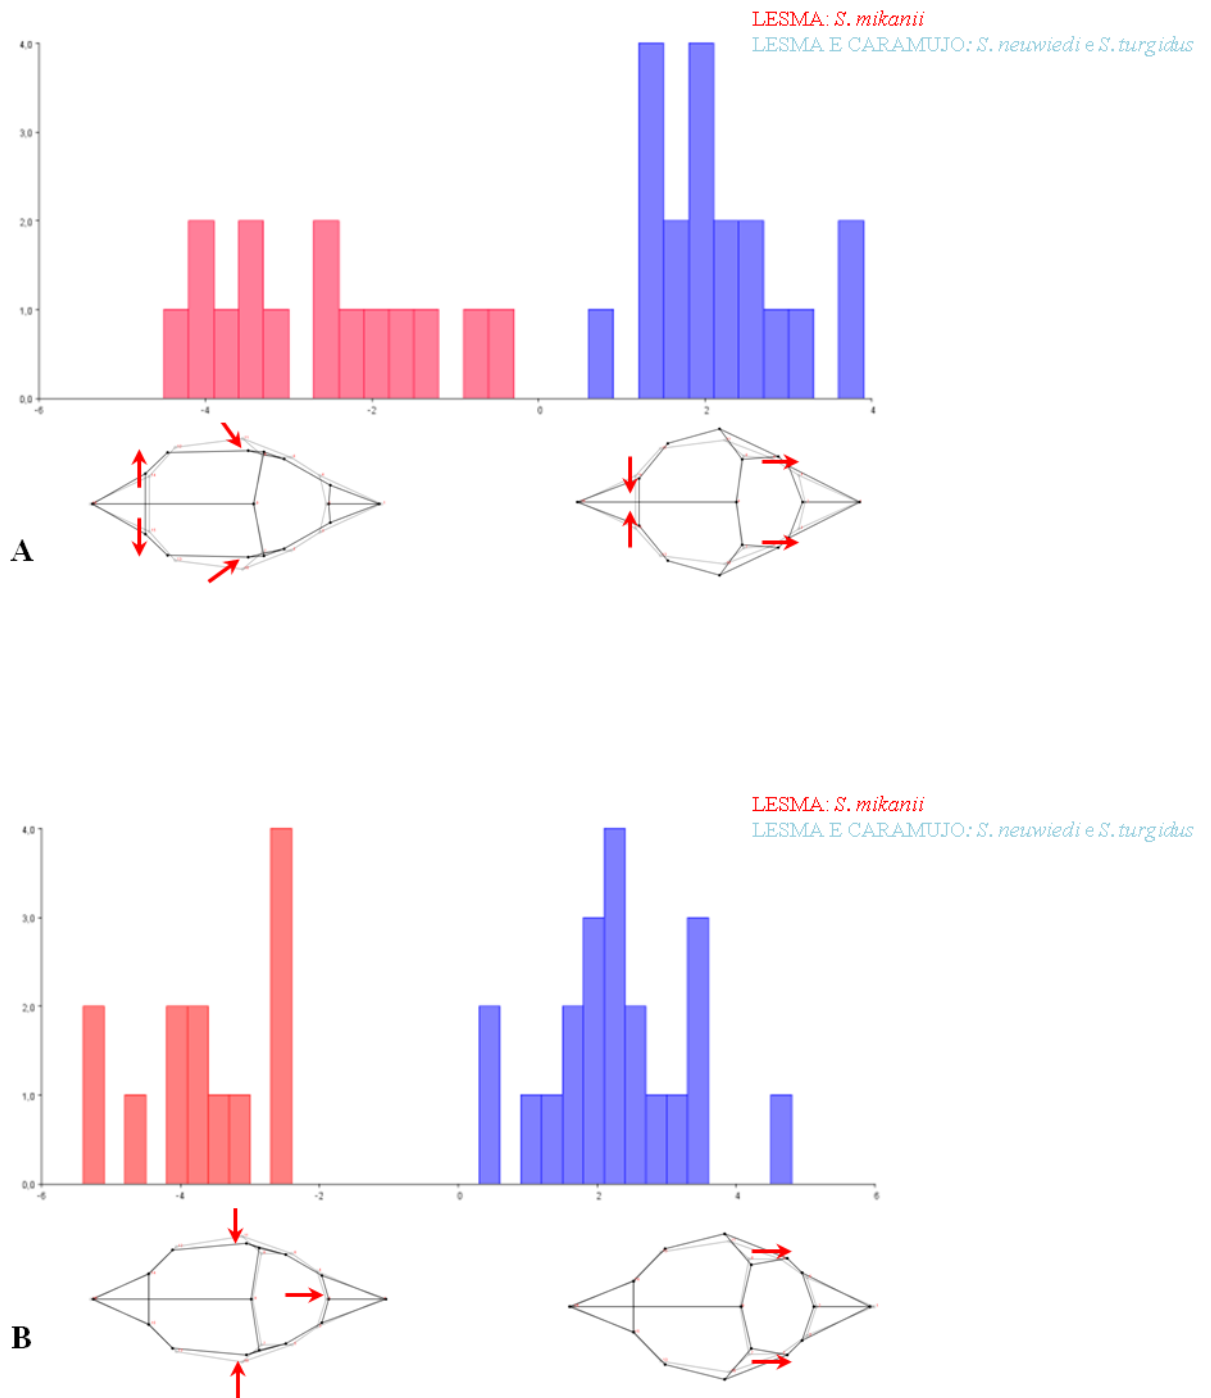 LESMA: S. mikanii
LESMA E CARAMUJO: S. neuwiedi e S. turgidus
4,0
3,0
2,0
1,0
0,0
-6 -4 -2 0 2 4
A
LESMA: S. mikanii
LESMA E CARAMUJO: S. neuwiedi e S. turgidus
4,0
3,0
2,0
1,0
0,0
-6 -4 -2 0 2 4 6
B